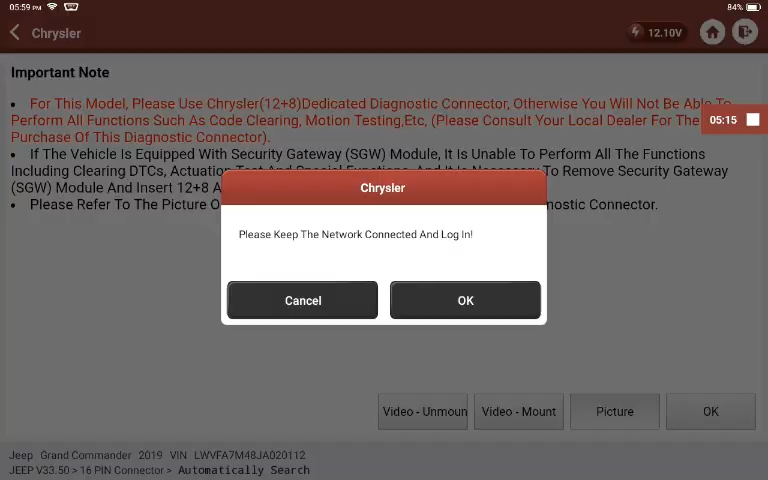 05:59 PM
84%
Chrysler
12.10V
Important Note
• For This Model, Please Use Chrysler(12+8)Dedicated Diagnostic Connector, Otherwise You Will Not Be Able To
Perform All Functions Such As Code Clearing, Motion Testing,Etc, (Please Consult Your Local Dealer For The
05:15
Purchase Of This Diagnostic Connector).
• If The Vehicle Is Equipped With Security Gateway (SGW) Module, It Is Unable To Perform All The Functions
Including Clearing DTCs, Actuation Test And Special Functions, And It Is Necessary To Remove Security Gateway
(SGW) Module And Insert 12+8 A
• Please Refer To The Picture O
nostic Connector.
Chrysler
Please Keep The Network Connected And Log In!
Cancel
OK
Video - Unmoun
Video - Mount
Picture
OK
Jeep Grand Commander 2019 VIN LWVFA7M48JA020112
JEEP V33.50 > 16 PIN Connector > Automatically Search